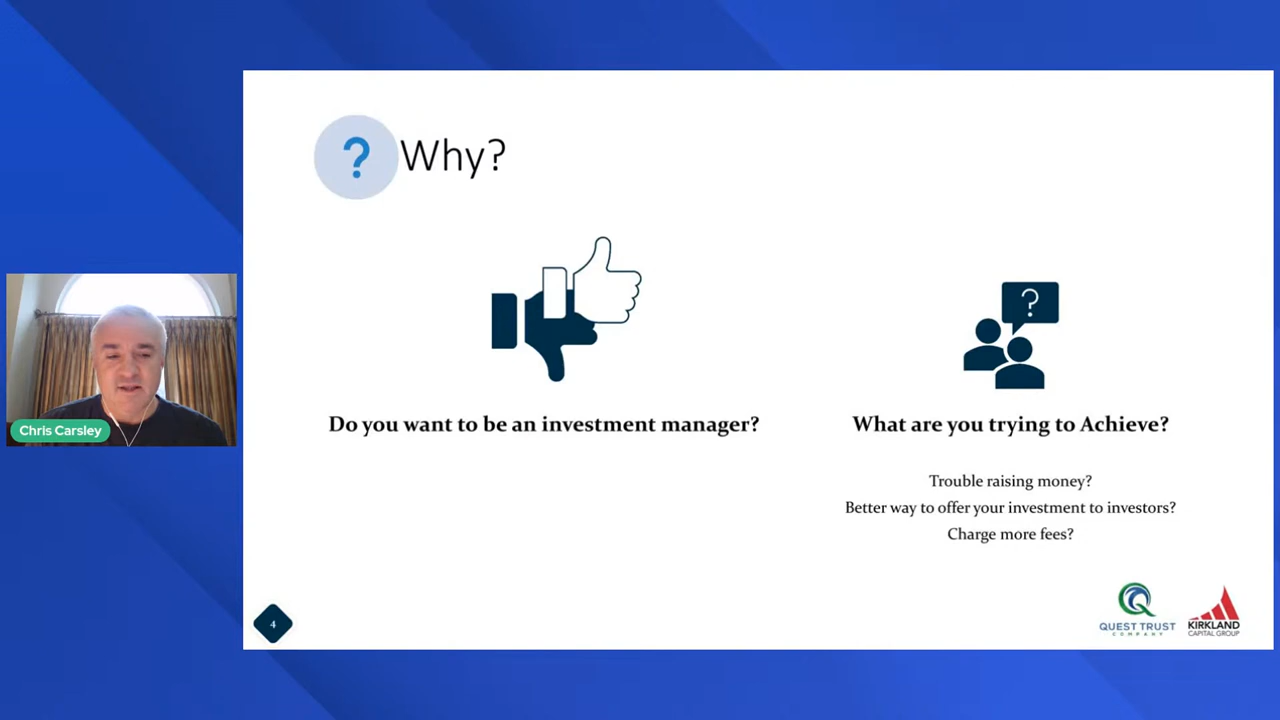 ?
Why?
?
Do you want to be an investment manager?
What are you trying to Achieve?
Trouble raising money?
Better way to offer your investment to investors?
Charge more fees?
Chris Carsley
4
QUEST TRUST
COMPANY
KIRKLAND
CAPITAL GROUP